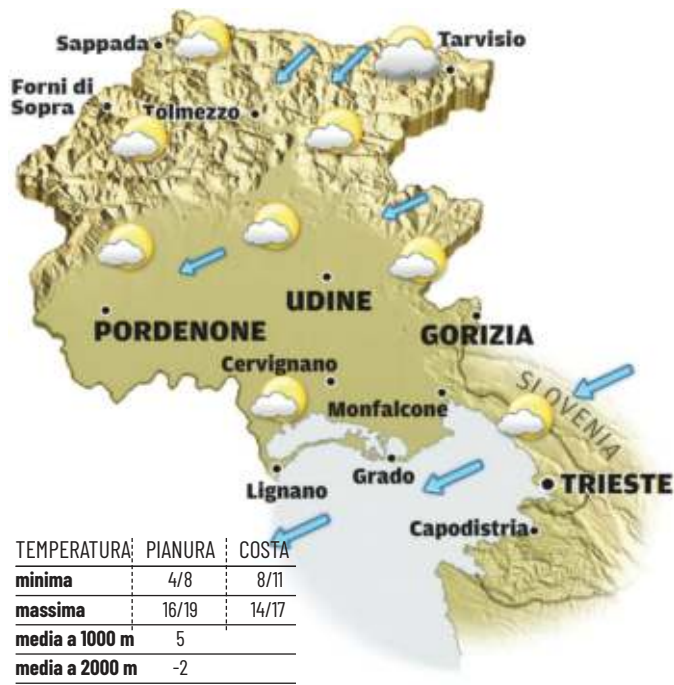 Sappada
Tarvisio
Forni di
Sopra
Tolmezzo
UDINE
PORDENONE
GORIZIA
Cervignano
SLOVENIA
Monfalcone
Grado
Lignano
TRIESTE
Capodistria
TEMPERATURA PIANURA COSTA
minima 4/8 8/11
massima 16/19 14/17
media a 1000 m 5
media a 2000 m -2